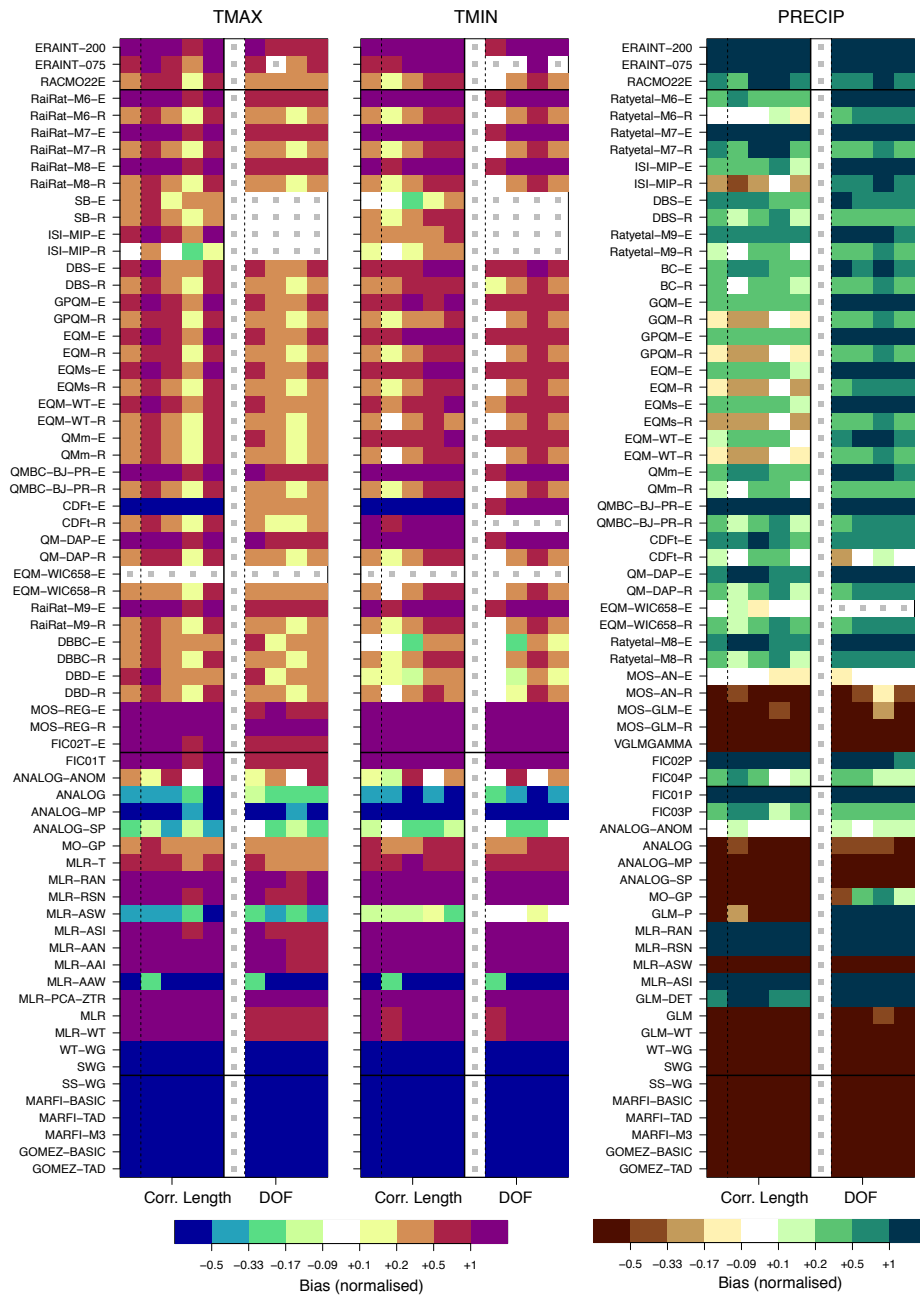 TMAX TMIN PRECIP
ERAINT−200
ERAINT−075
RACMO22E
RaiRat−M6−E
RaiRat−M6−R
RaiRat−M7−E
RaiRat−M7−R
RaiRat−M8−E
RaiRat−M8−R
SB−E
SB−R
ISI−MIP−E
ISI−MIP−R
DBS−E
DBS−R
GPQM−E
GPQM−R
EQM−E
EQM−R
EQMs−E
EQMs−R
EQM−WT−E
EQM−WT−R
QMm−E
QMm−R
QMBC−BJ−PR−E
QMBC−BJ−PR−R
CDFt−E
CDFt−R
QM−DAP−E
QM−DAP−R
EQM−WIC658−E
EQM−WIC658−R
RaiRat−M9−E
RaiRat−M9−R
DBBC−E
DBBC−R
DBD−E
DBD−R
MOS−REG−E
MOS−REG−R
FIC02T−E
FIC01T
ANALOG−ANOM
ANALOG
ANALOG−MP
ANALOG−SP
MO−GP
MLR−T
MLR−RAN
MLR−RSN
MLR−ASW
MLR−ASI
MLR−AAN
MLR−AAI
MLR−AAW
MLR−PCA−ZTR
MLR
MLR−WT
WT−WG
SWG
SS−WG
MARFI−BASIC
MARFI−TAD
MARFI−M3
GOMEZ−BASIC
GOMEZ−TAD
ERAINT−200
ERAINT−075
RACMO22E
Ratyetal−M6−E
Ratyetal−M6−R
Ratyetal−M7−E
Ratyetal−M7−R
ISI−MIP−E
ISI−MIP−R
DBS−E
DBS−R
Ratyetal−M9−E
Ratyetal−M9−R
BC−E
BC−R
GQM−E
GQM−R
GPQM−E
GPQM−R
EQM−E
EQM−R
EQMs−E
EQMs−R
EQM−WT−E
EQM−WT−R
QMm−E
QMm−R
QMBC−BJ−PR−E
QMBC−BJ−PR−R
CDFt−E
CDFt−R
QM−DAP−E
QM−DAP−R
EQM−WIC658−E
EQM−WIC658−R
Ratyetal−M8−E
Ratyetal−M8−R
MOS−AN−E
MOS−AN−R
MOS−GLM−E
MOS−GLM−R
VGLMGAMMA
FIC02P
FIC04P
FIC01P
FIC03P
ANALOG−ANOM
ANALOG
ANALOG−MP
ANALOG−SP
MO−GP
GLM−P
MLR−RAN
MLR−RSN
MLR−ASW
MLR−ASI
GLM−DET
GLM
GLM−WT
WT−WG
SWG
SS−WG
MARFI−BASIC
MARFI−TAD
MARFI−M3
GOMEZ−BASIC
GOMEZ−TAD
Corr. Length DOF Corr. Length DOF Corr. Length DOF
−0.5 −0.33 −0.17 −0.09 +0.1 +0.2 +0.5 +1
Bias (normalised)
−0.5 −0.33 −0.17 −0.09 +0.1 +0.2 +0.5 +1
Bias (normalised)